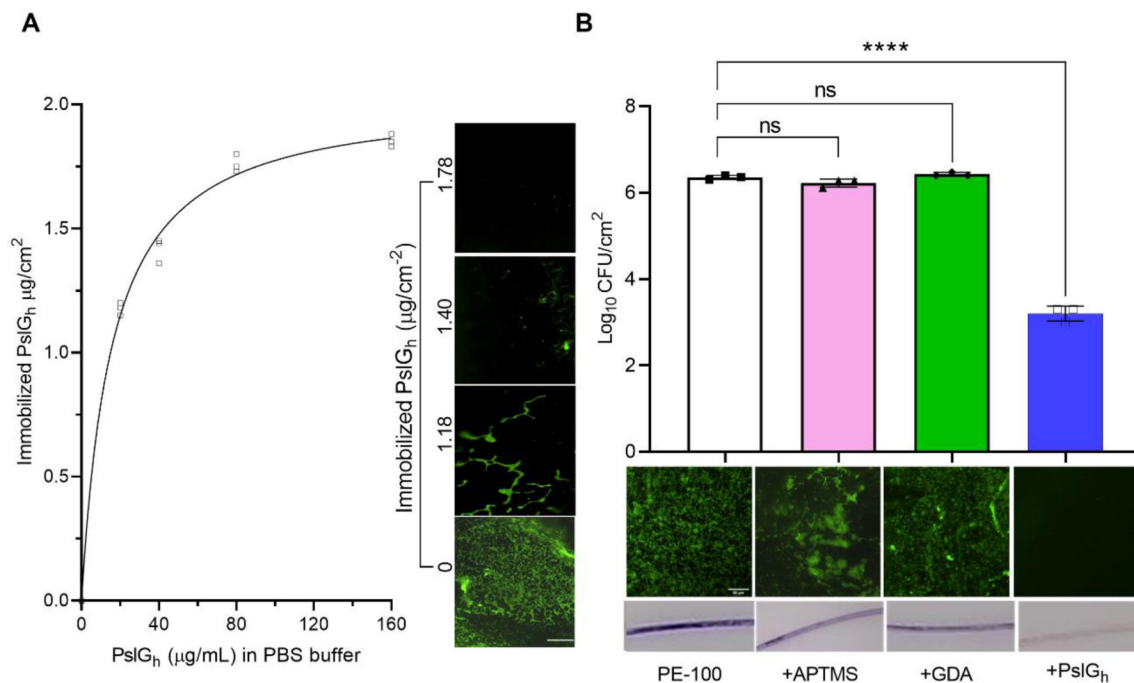 A
Immobilized PslGₕ µg/cm²
2.0
1.5
1.0
0.5
0.0
0
40
80
120
160
PslGₕ (µg/mL) in PBS buffer
Immobilized PslGₕ (µg/cm⁻²)
1.78
1.40
1.18
0
B
****
ns
ns
Log₁₀ CFU/cm²
8
6
4
2
0
PE-100
+APTMS
+GDA
+PslGₕ